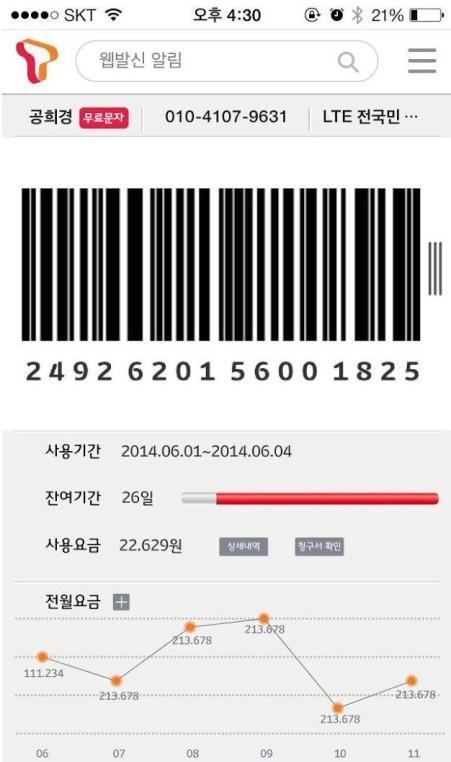 SKT 오후 4:30 21%
웹발신 알림
공희경 무료문자 010-4107-9631 LTE 전국민 ···
2492 6201 5600 1825
사용기간 2014.06.01~2014.06.04
잔여기간 26일
사용요금 22.629원 상세내역 청구서 확인
전월요금 +
213.678 213.678
111.234 213.678 213.678
213.678
06 07 08 09 10 11